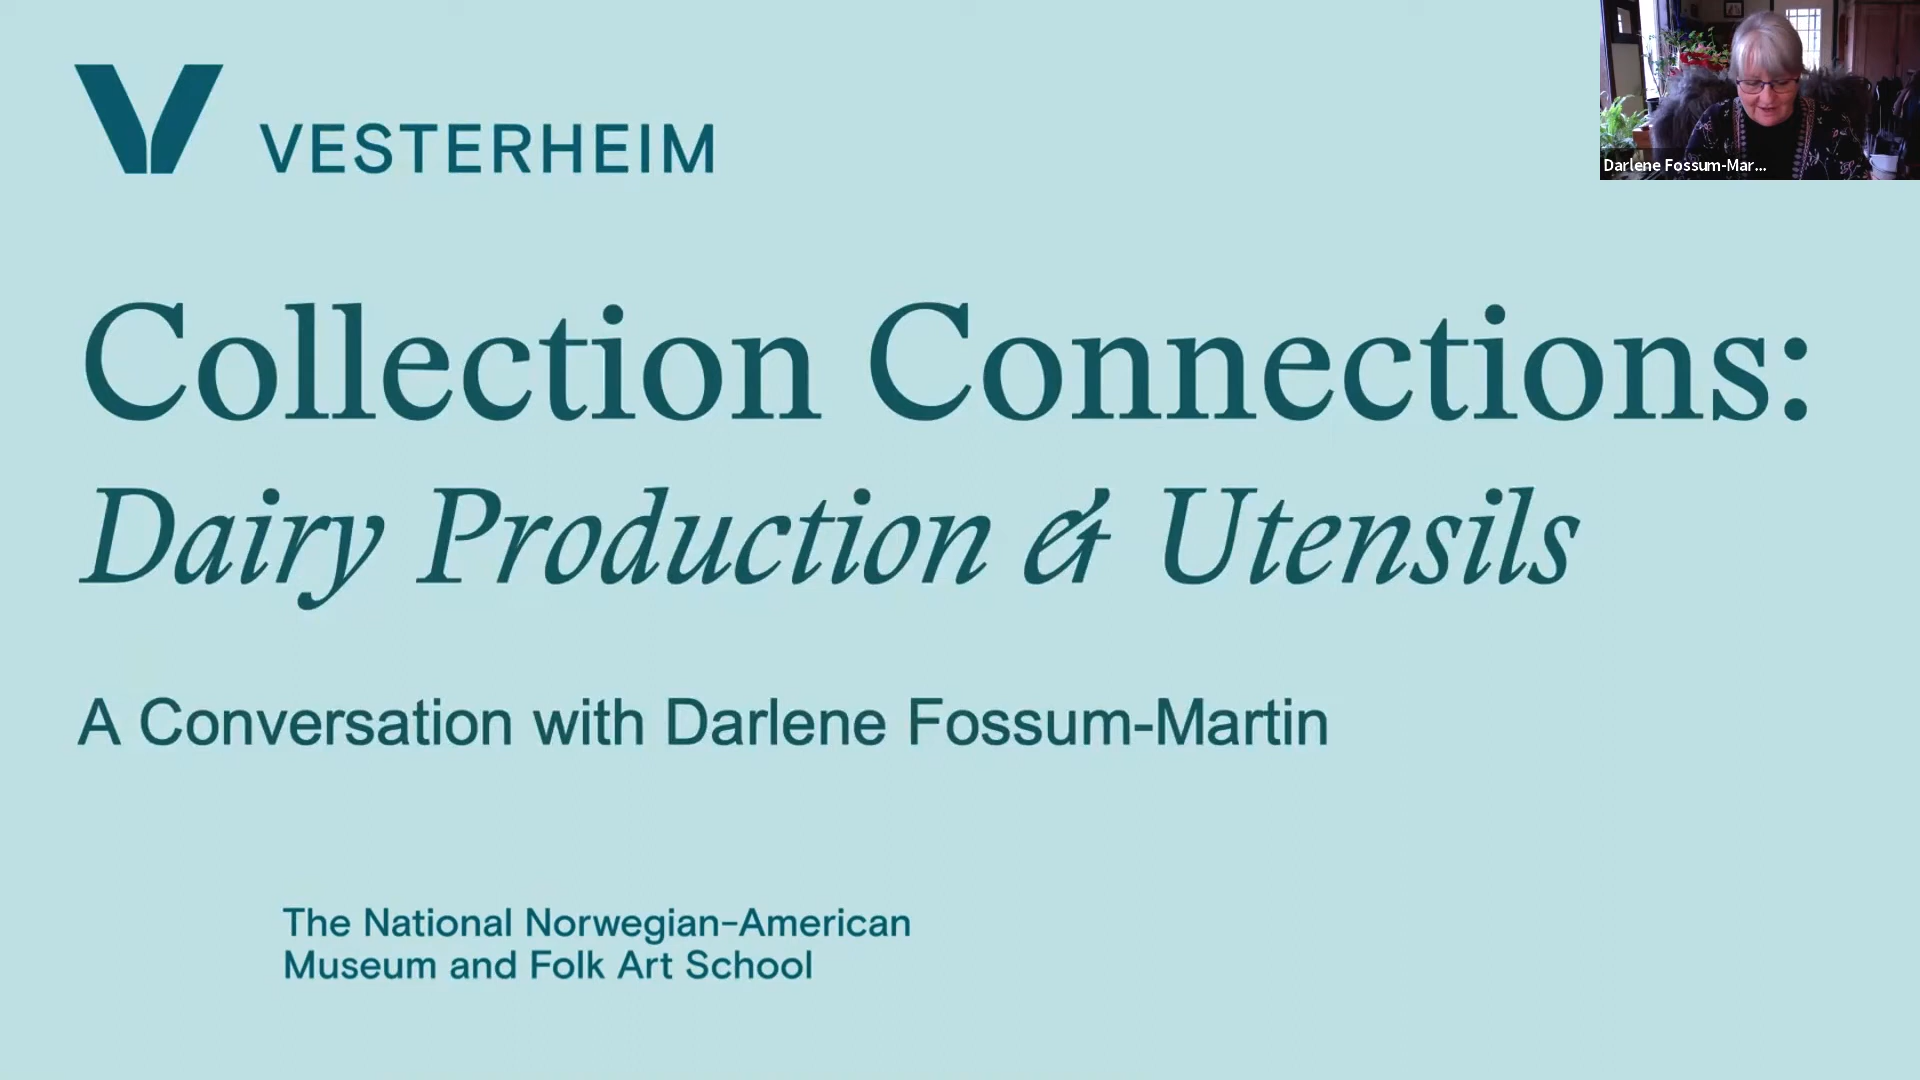 VESTERHEIM
Darlene Fossum-Mar...
Collection Connections:
Dairy Production & Utensils
A Conversation with Darlene Fossum-Martin
The National Norwegian-American
Museum and Folk Art School